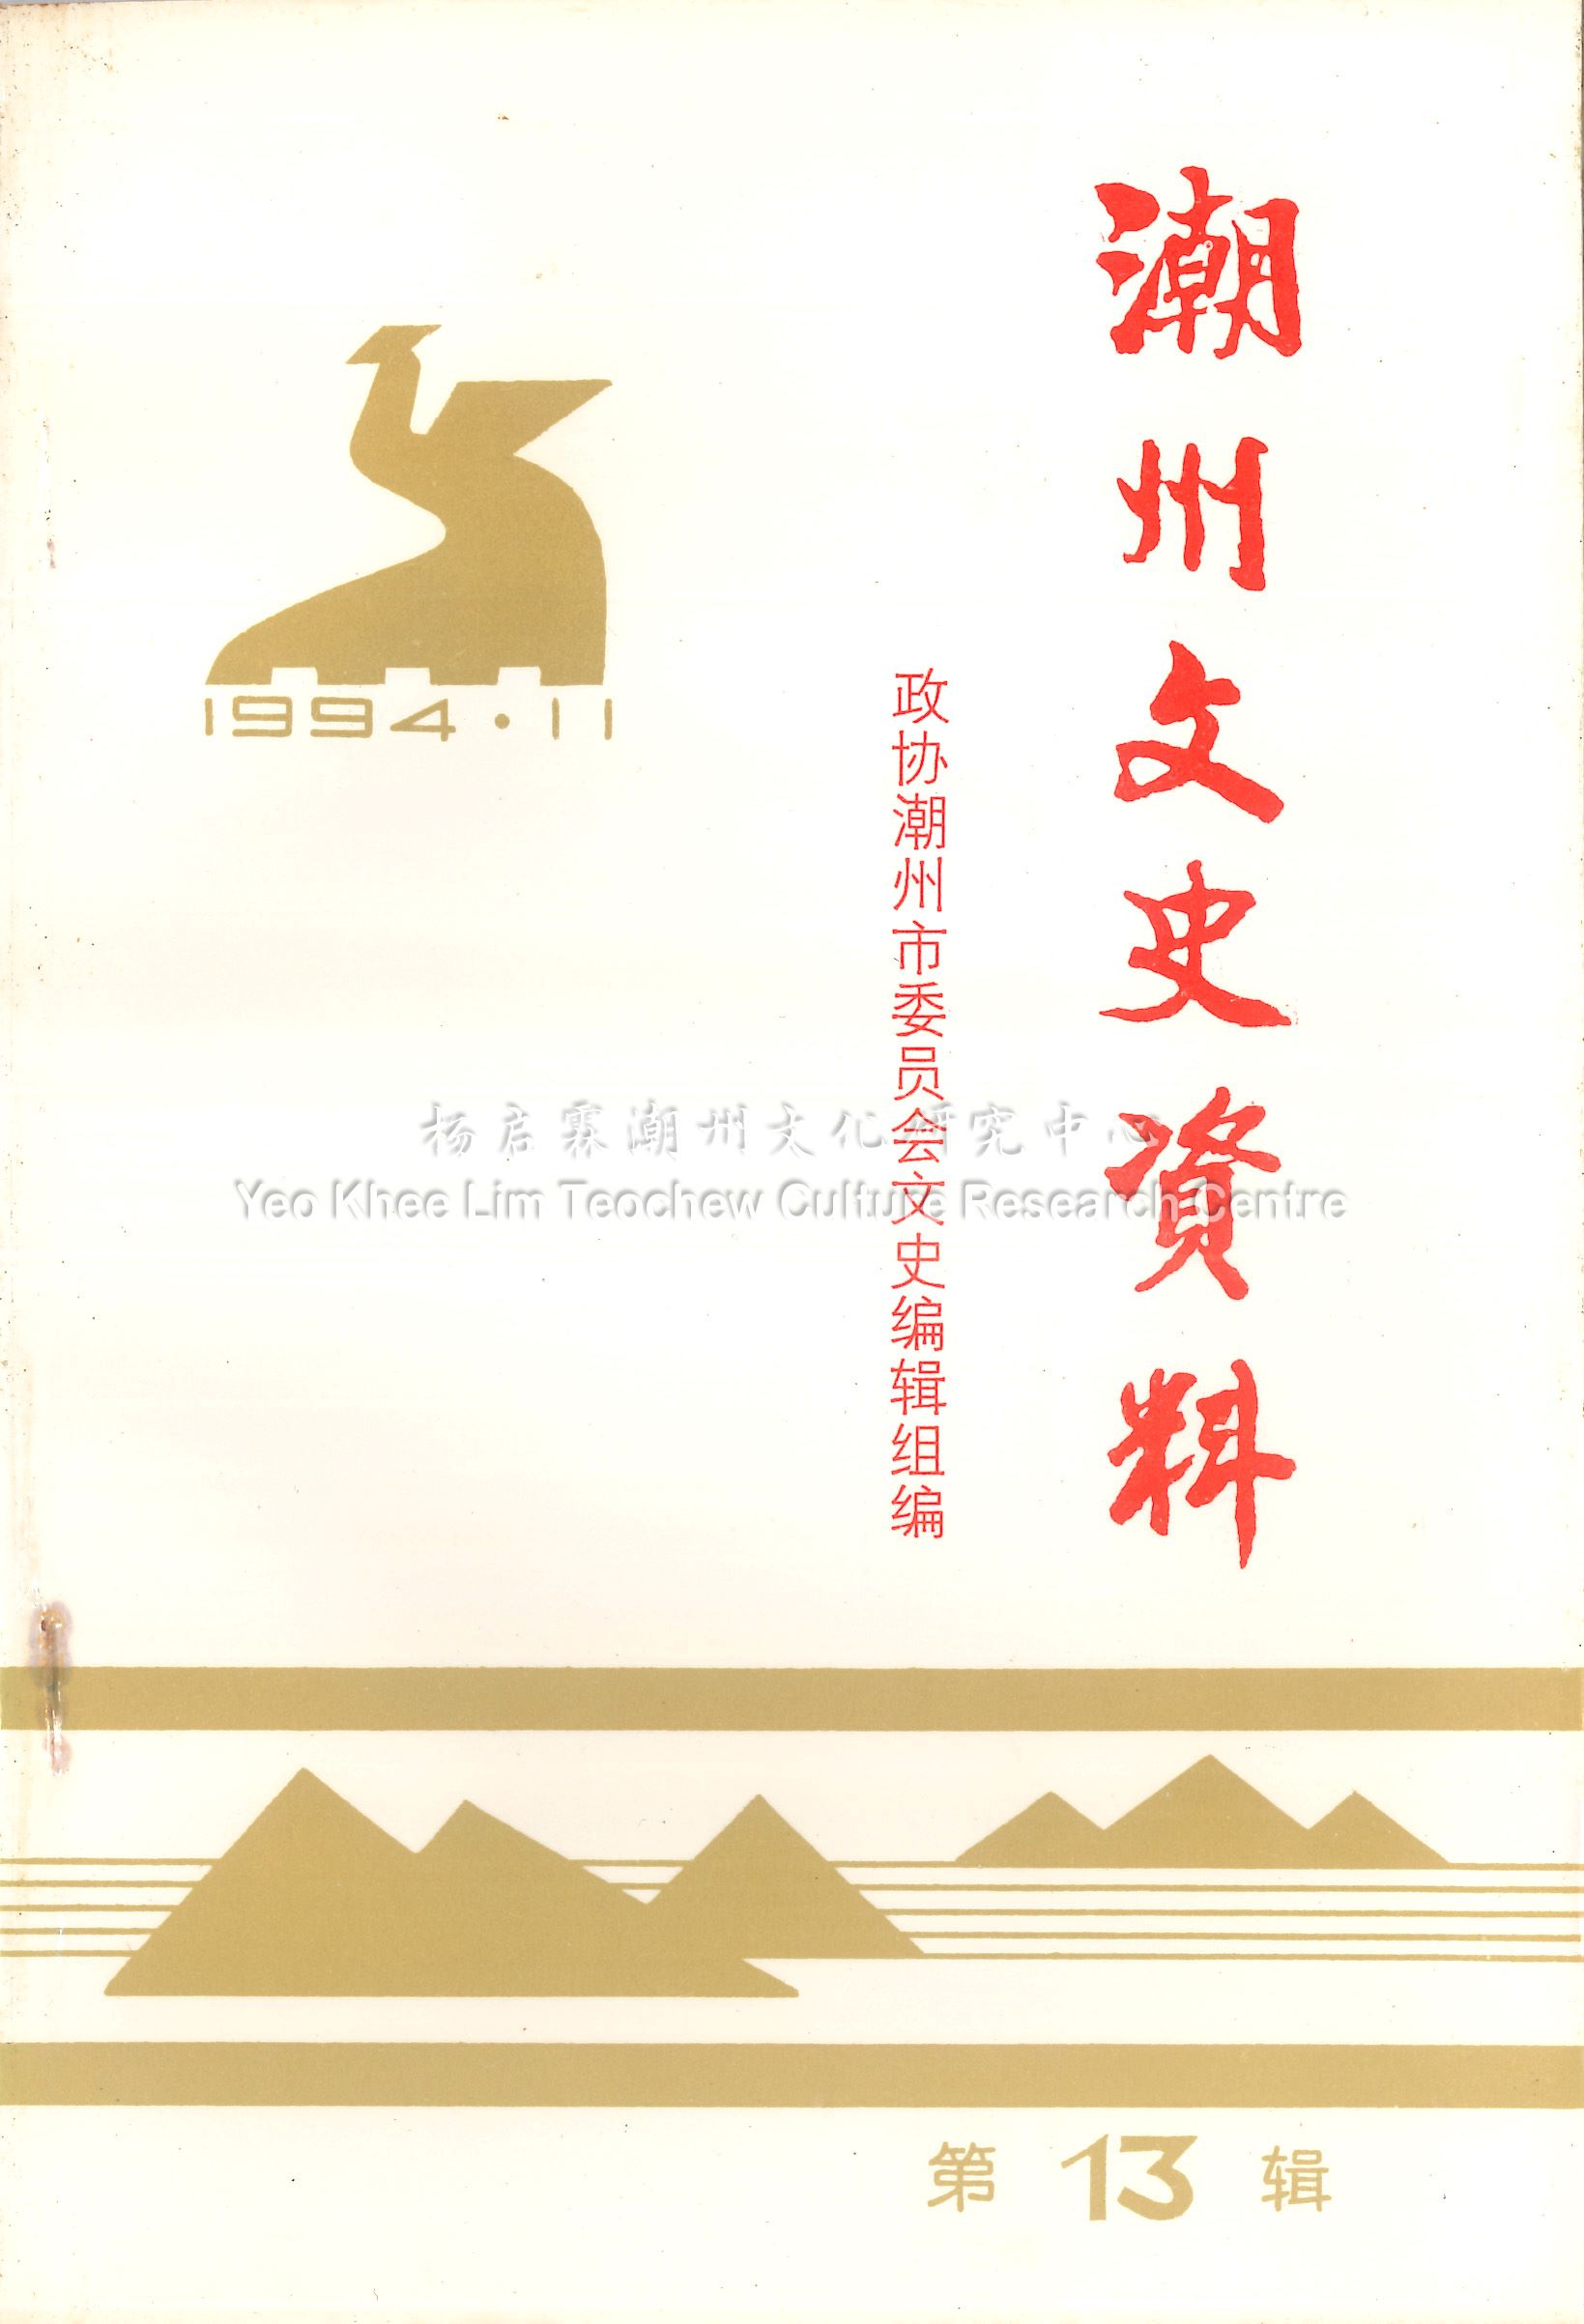 潮州文史資料
政协潮州市委员会文史编辑组编
1994·11
杨启霖潮州文化研究中心
Yeo Khee Lim Teochew Culture Research Centre
第13辑